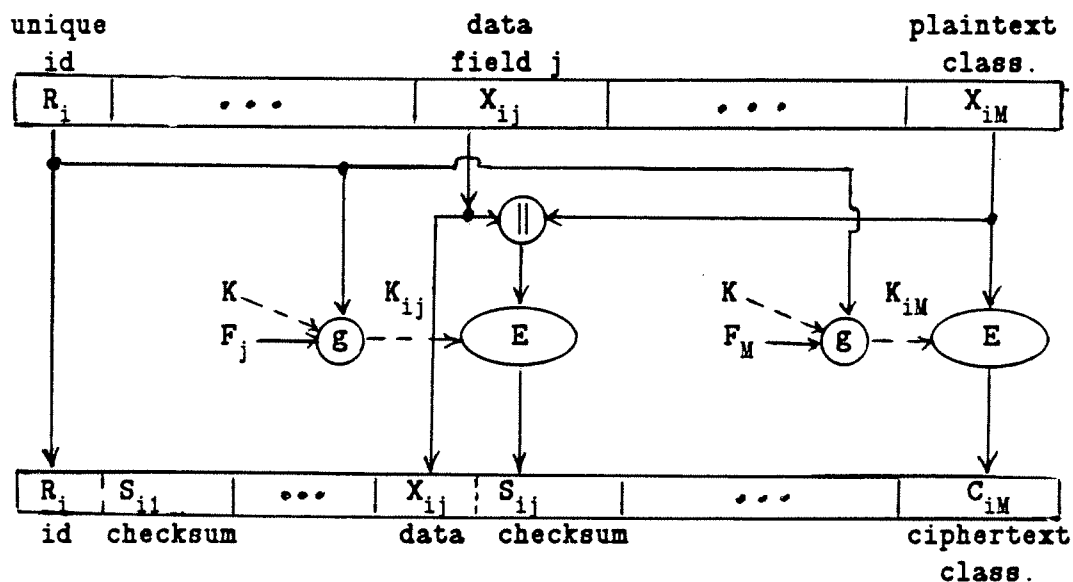 unique data plaintext
id field j class.
R_i • • • X_ij • • • X_iM
||
K K_ij K K_iM
F_j g E F_M g E
R_i S_i1 ••• X_ij S_ij • • • C_iM
id checksum data checksum ciphertext
class.